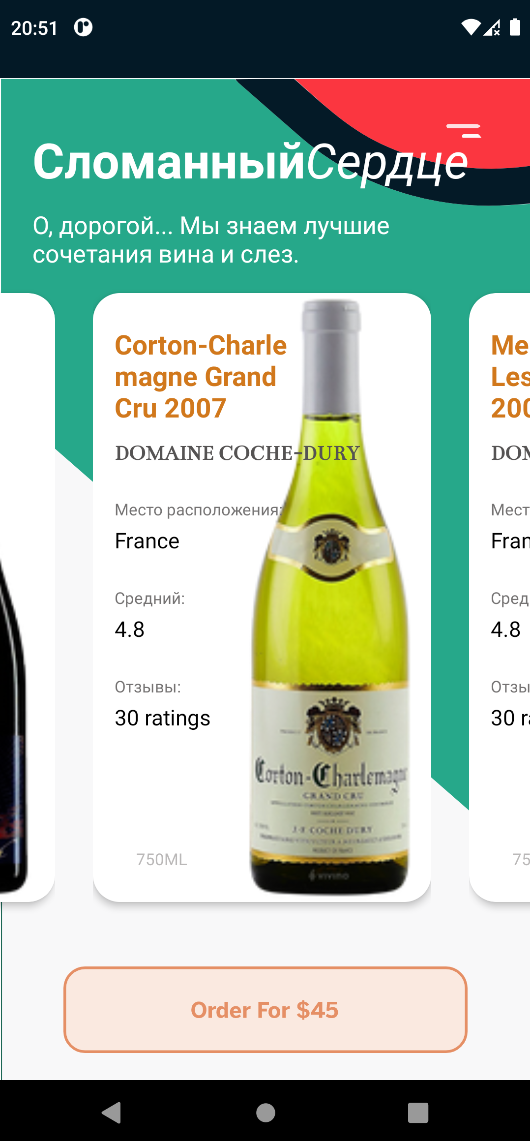 20:51
СломанныйСердце
О, дорогой... Мы знаем лучшие
сочетания вина и слез.
Corton-Charle
magne Grand
Cru 2007
DOMAINE COCHE-DURY
Место расположения:
France
Средний:
4.8
Отзывы:
30 ratings
750ML
Corton-Charlemagne
GRAND CRU
J-F COCHE-DURY
vivino
Me
Les
200
DOM
Мест
Fran
Сред
4.8
Отзы
30 r
75
Order For $45